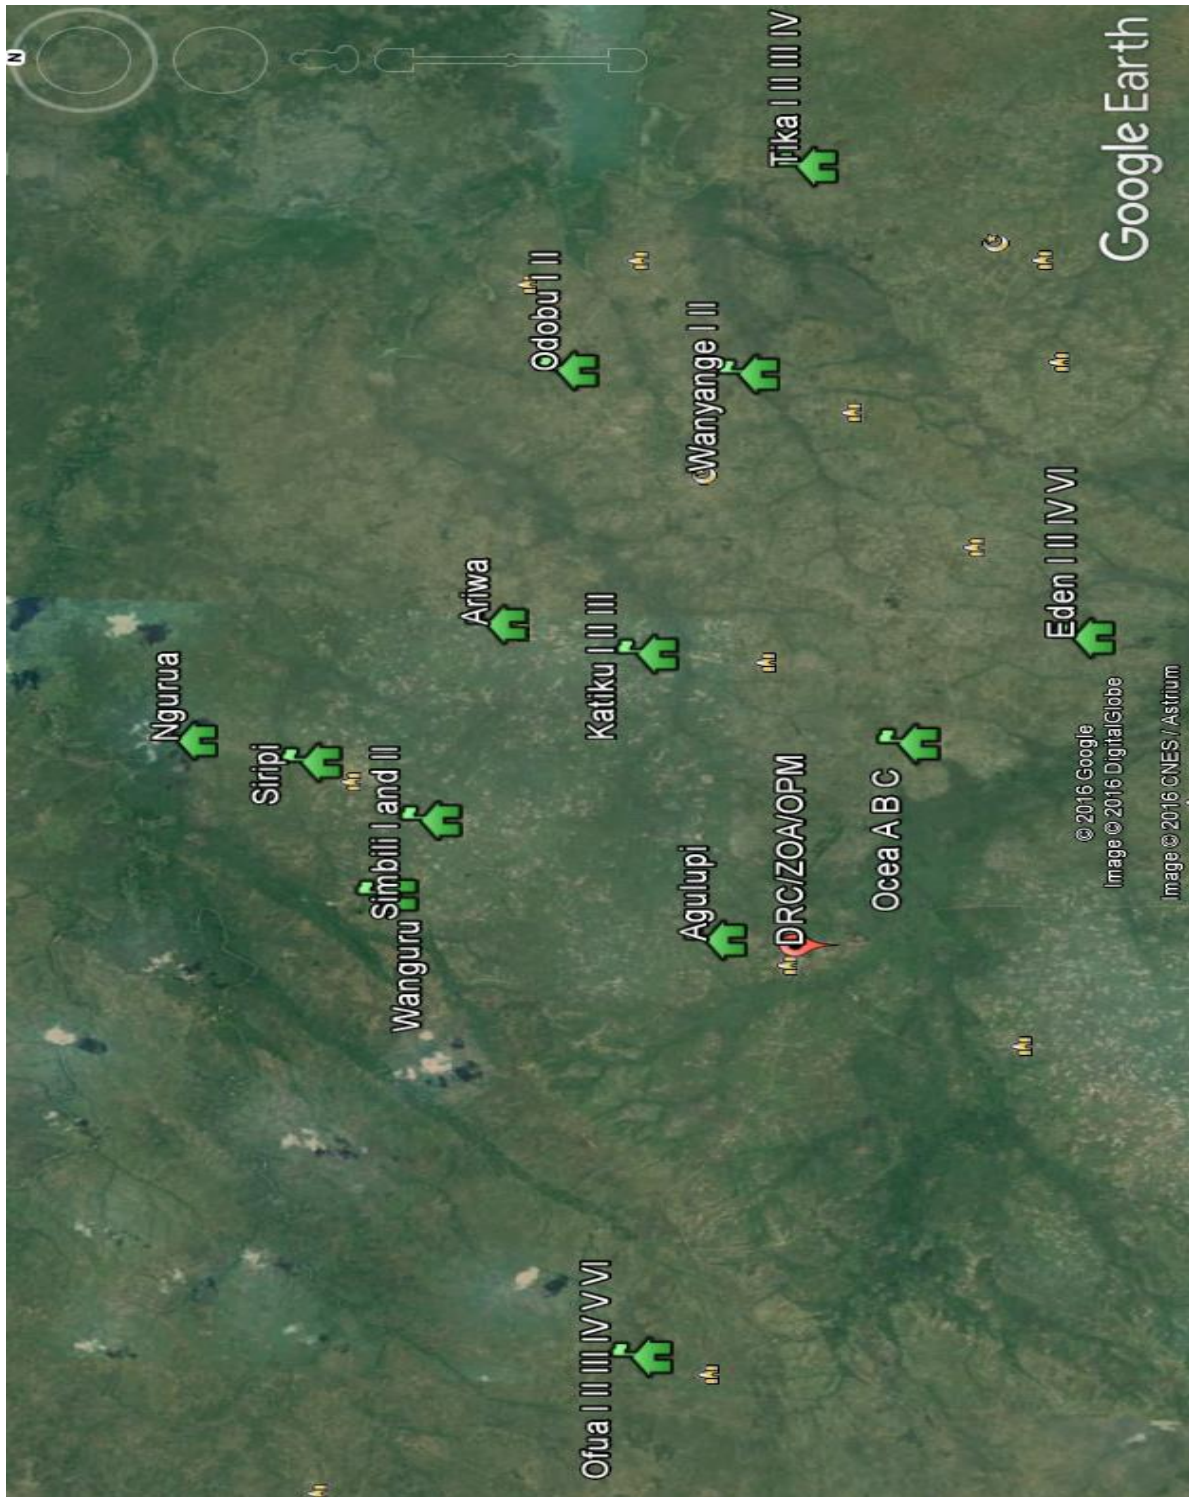 N
Ngurua
Siripi
Simbili I and II
Wanguru
Ariwa
Odobu I II
Ofua I II III IV V VI
Katiku I II III
Agulupi
Wanyange I II
Tika I II III IV
DRC/ZOA/OPM
Ocea A B C
Eden I II IV VI
© 2016 Google
Image © 2016 DigitalGlobe
Image © 2016 CNES / Astrium
Google Earth